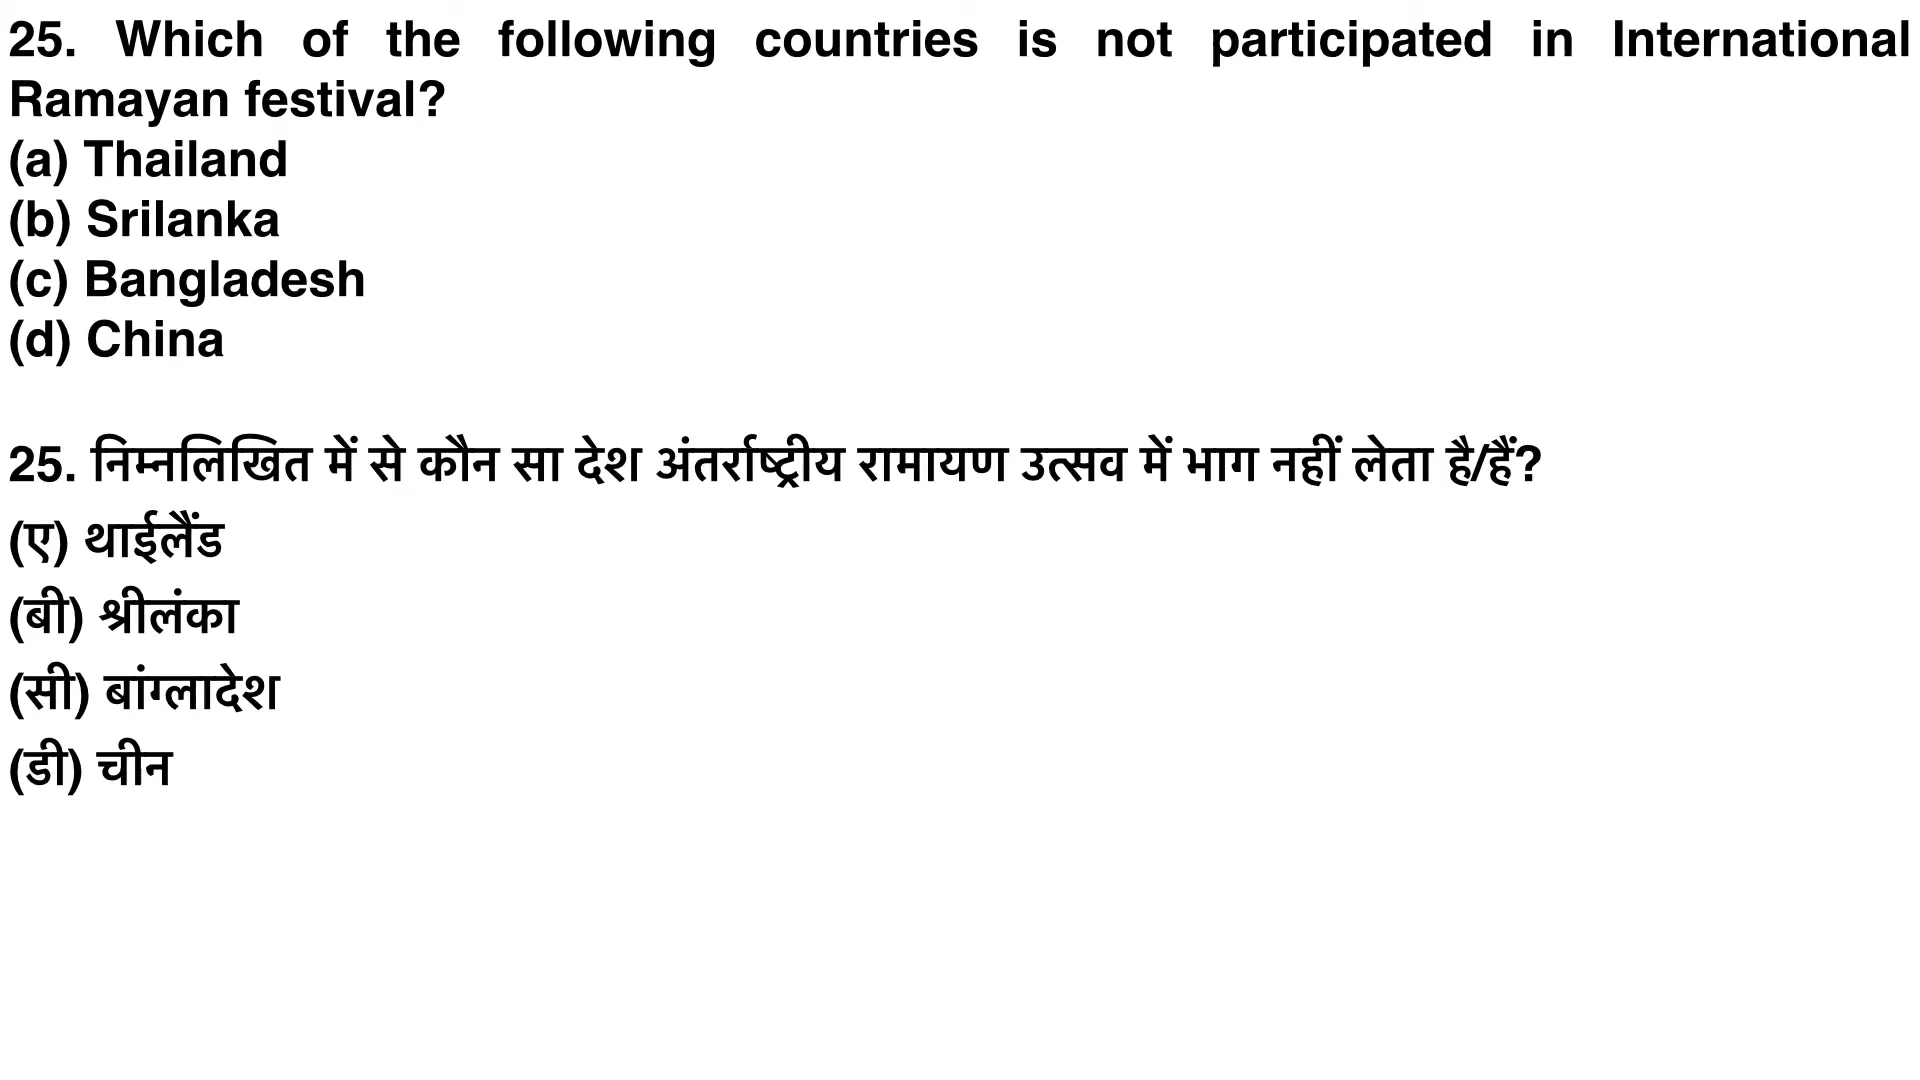 25. Which of the following countries is not participated in International
Ramayan festival?
(a) Thailand
(b) Srilanka
(c) Bangladesh
(d) China
25. निम्नलिखित में से कौन सा देश अंतर्राष्ट्रीय रामायण उत्सव में भाग नहीं लेता है/हैं?
(ए) थाईलैंड
(बी) श्रीलंका
(सी) बांग्लादेश
(डी) चीन